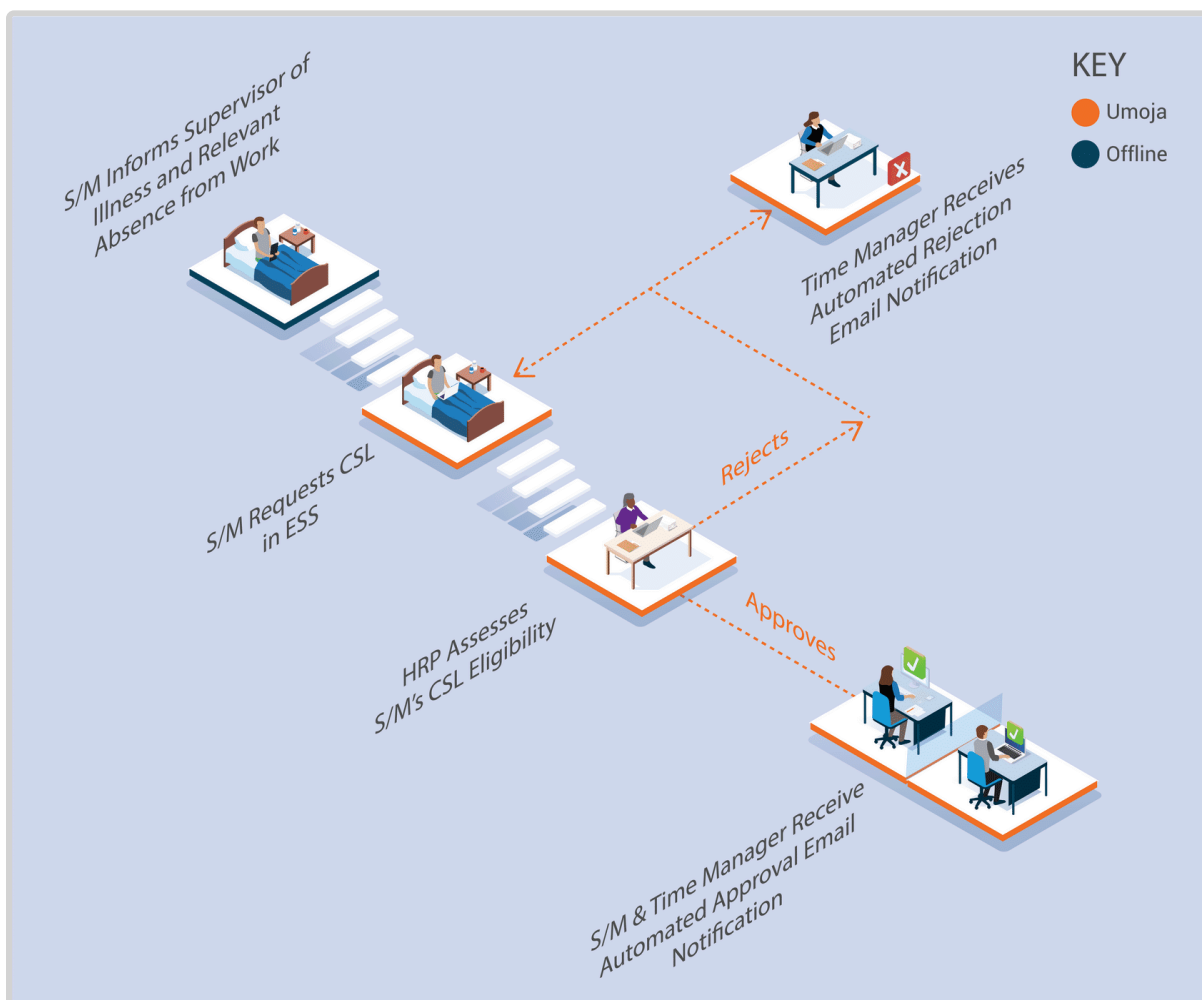 S/M Informs Supervisor of
Illness and Relevant
Absence from Work
KEY
Umoja
Offline
Time Manager Receives
Automated Rejection
Email Notification
S/M Requests CSL
in ESS
Rejects
HRP Assesses
S/M's CSL Eligibility
Approves
S/M & Time Manager Receive
Automated Approval Email
Notification